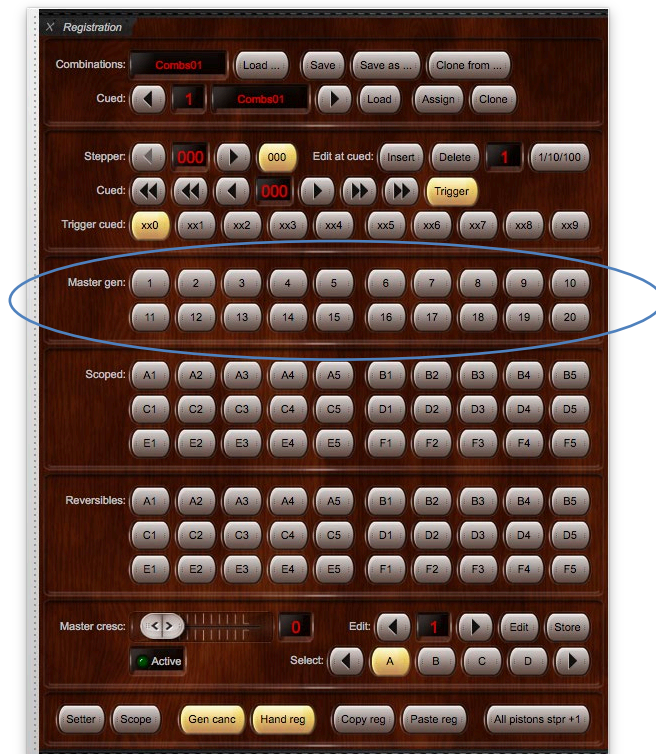 X Registration
Combinations: Combs01 Load ... Save Save as ... Clone from ...
Cued: 1 Combs01 Load Assign Clone
Stepper: 000 000 Edit at cued: Insert Delete 1 1/10/100
Cued: 000 Trigger
Trigger cued: xx0 xx1 xx2 xx3 xx4 xx5 xx6 xx7 xx8 xx9
Master gen: 1 2 3 4 5 6 7 8 9 10
11 12 13 14 15 16 17 18 19 20
Scoped: A1 A2 A3 A4 A5 B1 B2 B3 B4 B5
C1 C2 C3 C4 C5 D1 D2 D3 D4 D5
E1 E2 E3 E4 E5 F1 F2 F3 F4 F5
Reversibles: A1 A2 A3 A4 A5 B1 B2 B3 B4 B5
C1 C2 C3 C4 C5 D1 D2 D3 D4 D5
E1 E2 E3 E4 E5 F1 F2 F3 F4 F5
Master cresc: 0 Edit: 1 Edit Store
Active Select: A B C D
Setter Scope Gen canc Hand reg Copy reg Paste reg All pistons stpr +1